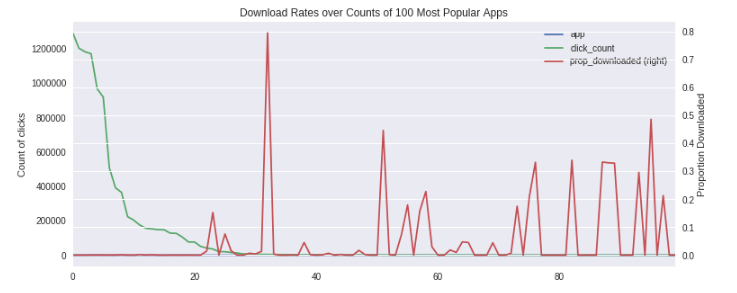 Download Rates over Counts of 100 Most Popular Apps
app
click_count
prop_downloaded (right)
Count of clicks
1200000
1000000
800000
600000
400000
200000
0
0.8
0.7
0.6
0.5
0.4
0.3
0.2
0.1
0.0
Proportion Downloaded
0 20 40 60 80